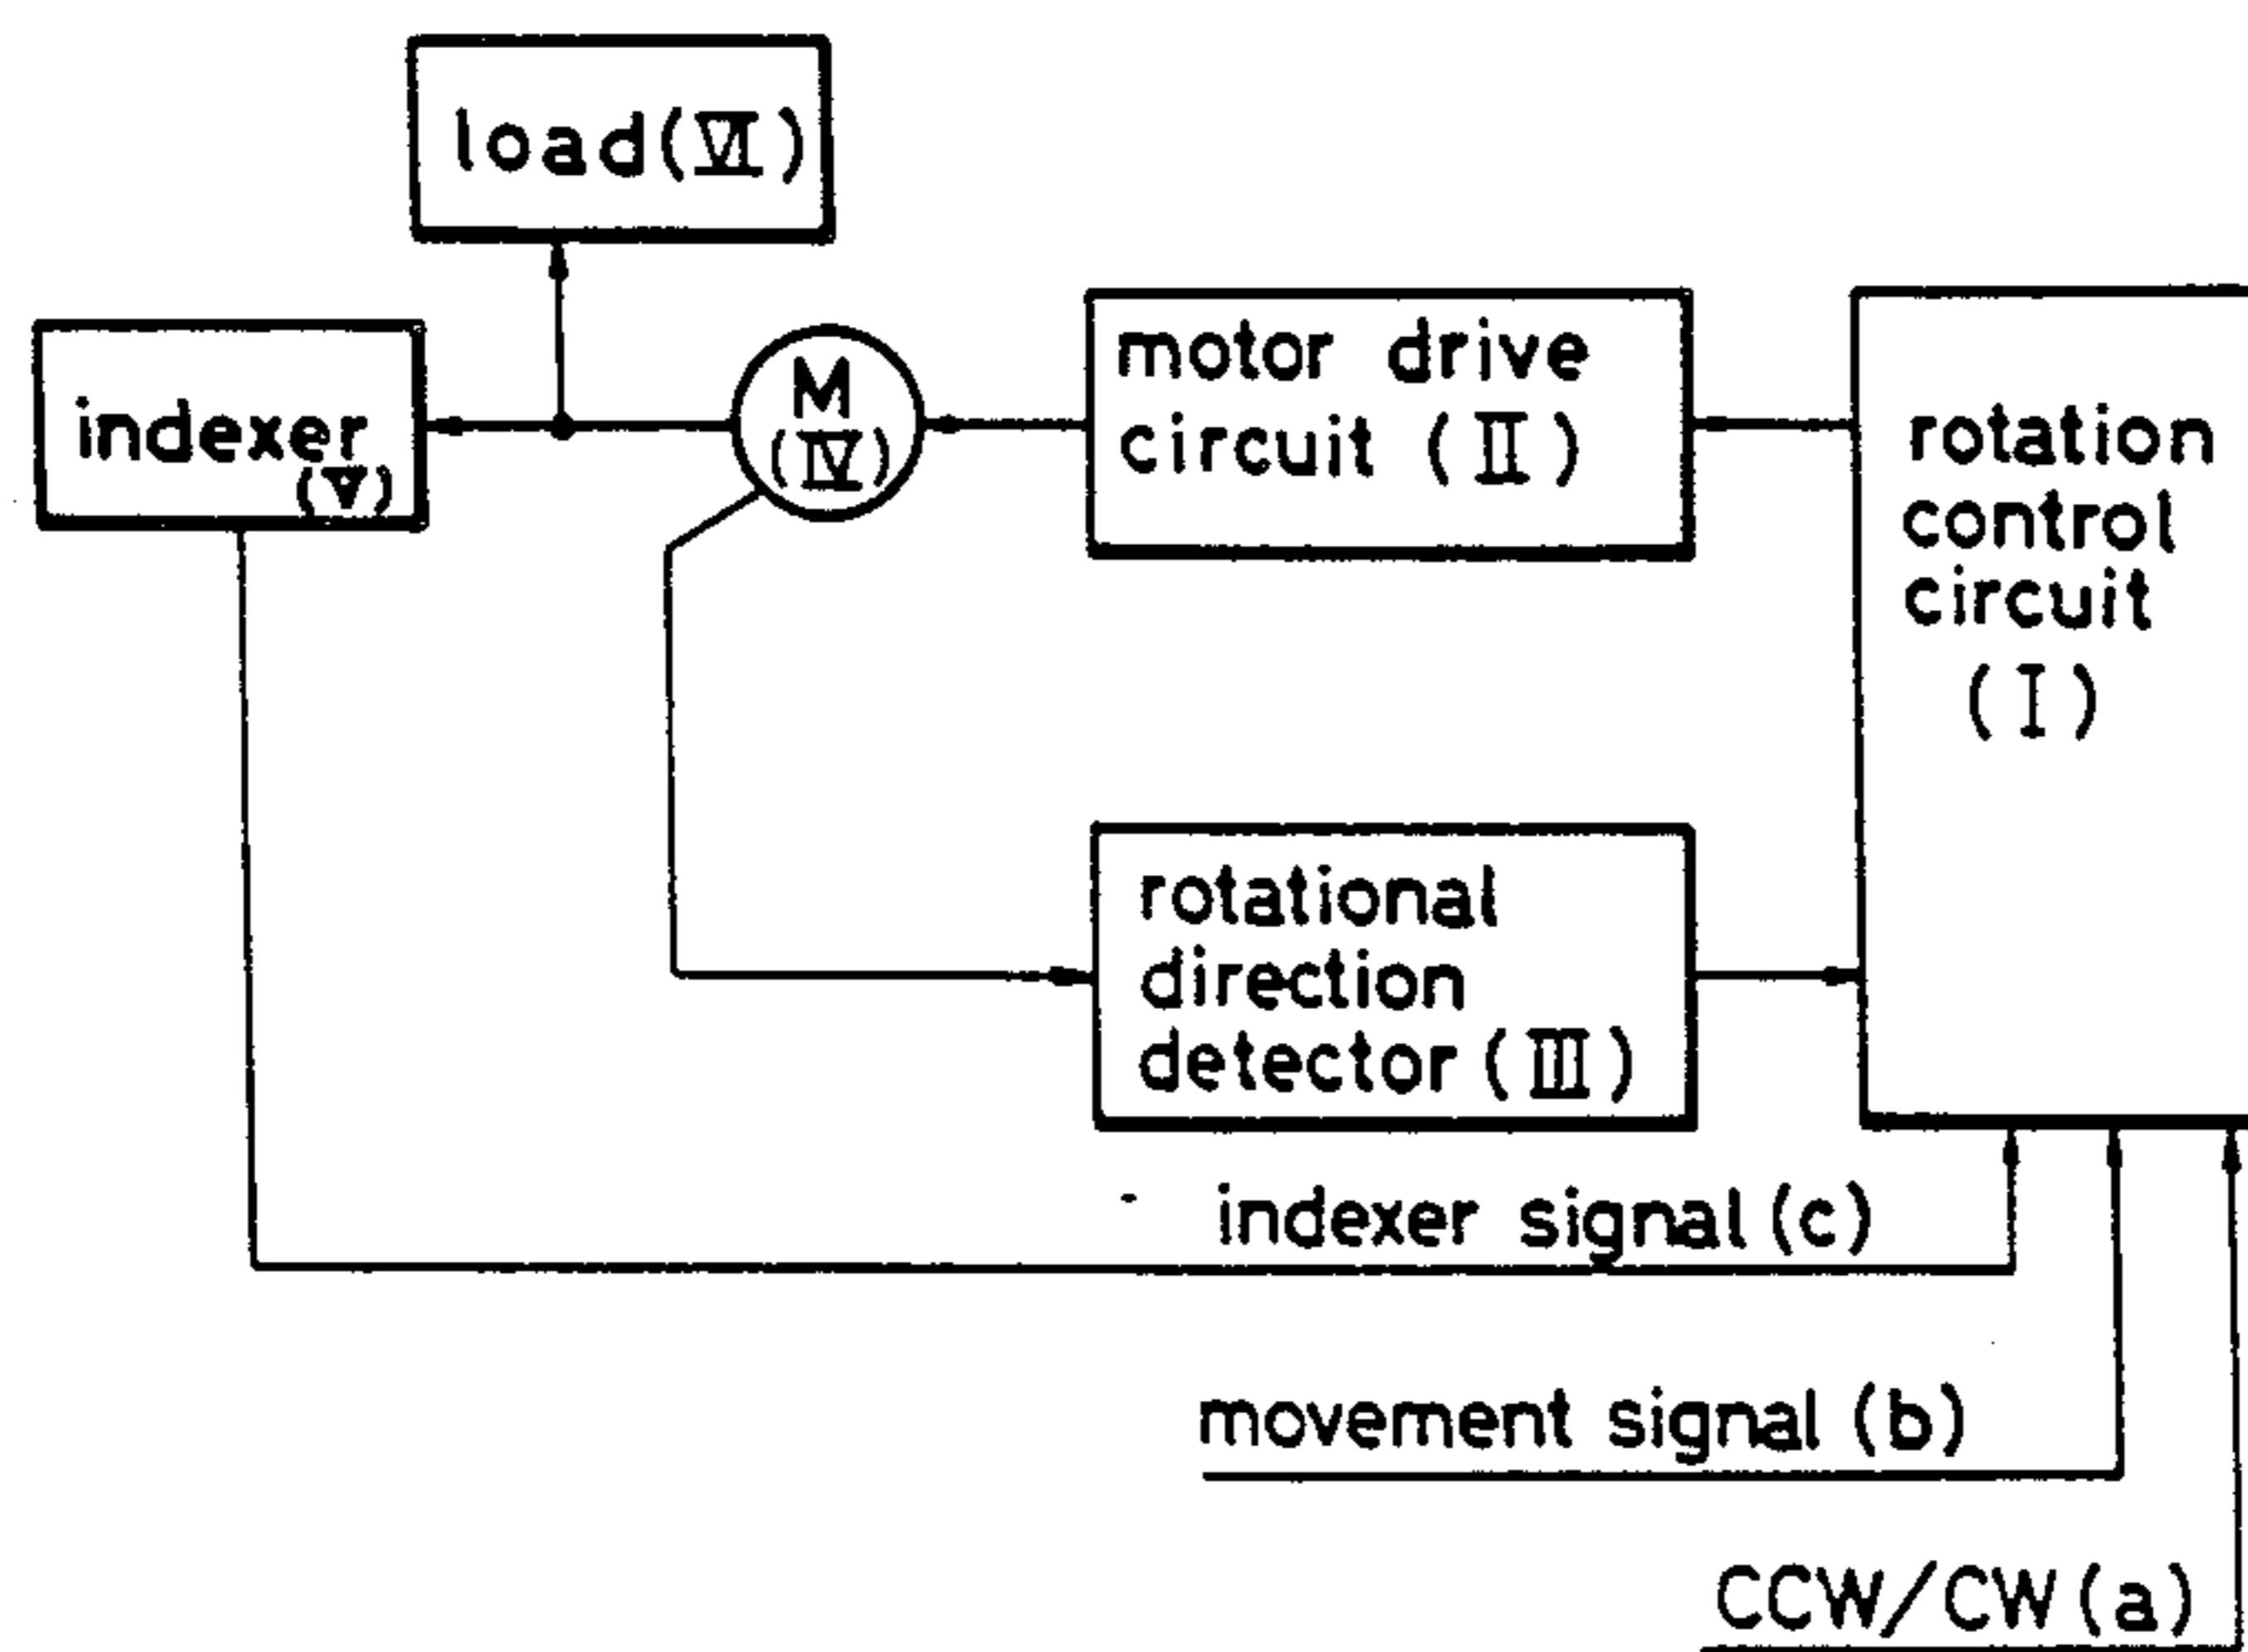 load(VI)
indexer
(V)
M
(IV)
motor drive
circuit (II)
rotation
control
circuit
(I)
rotational
direction
detector (III)
indexer signal (c)
movement signal (b)
CCW/CW(a)